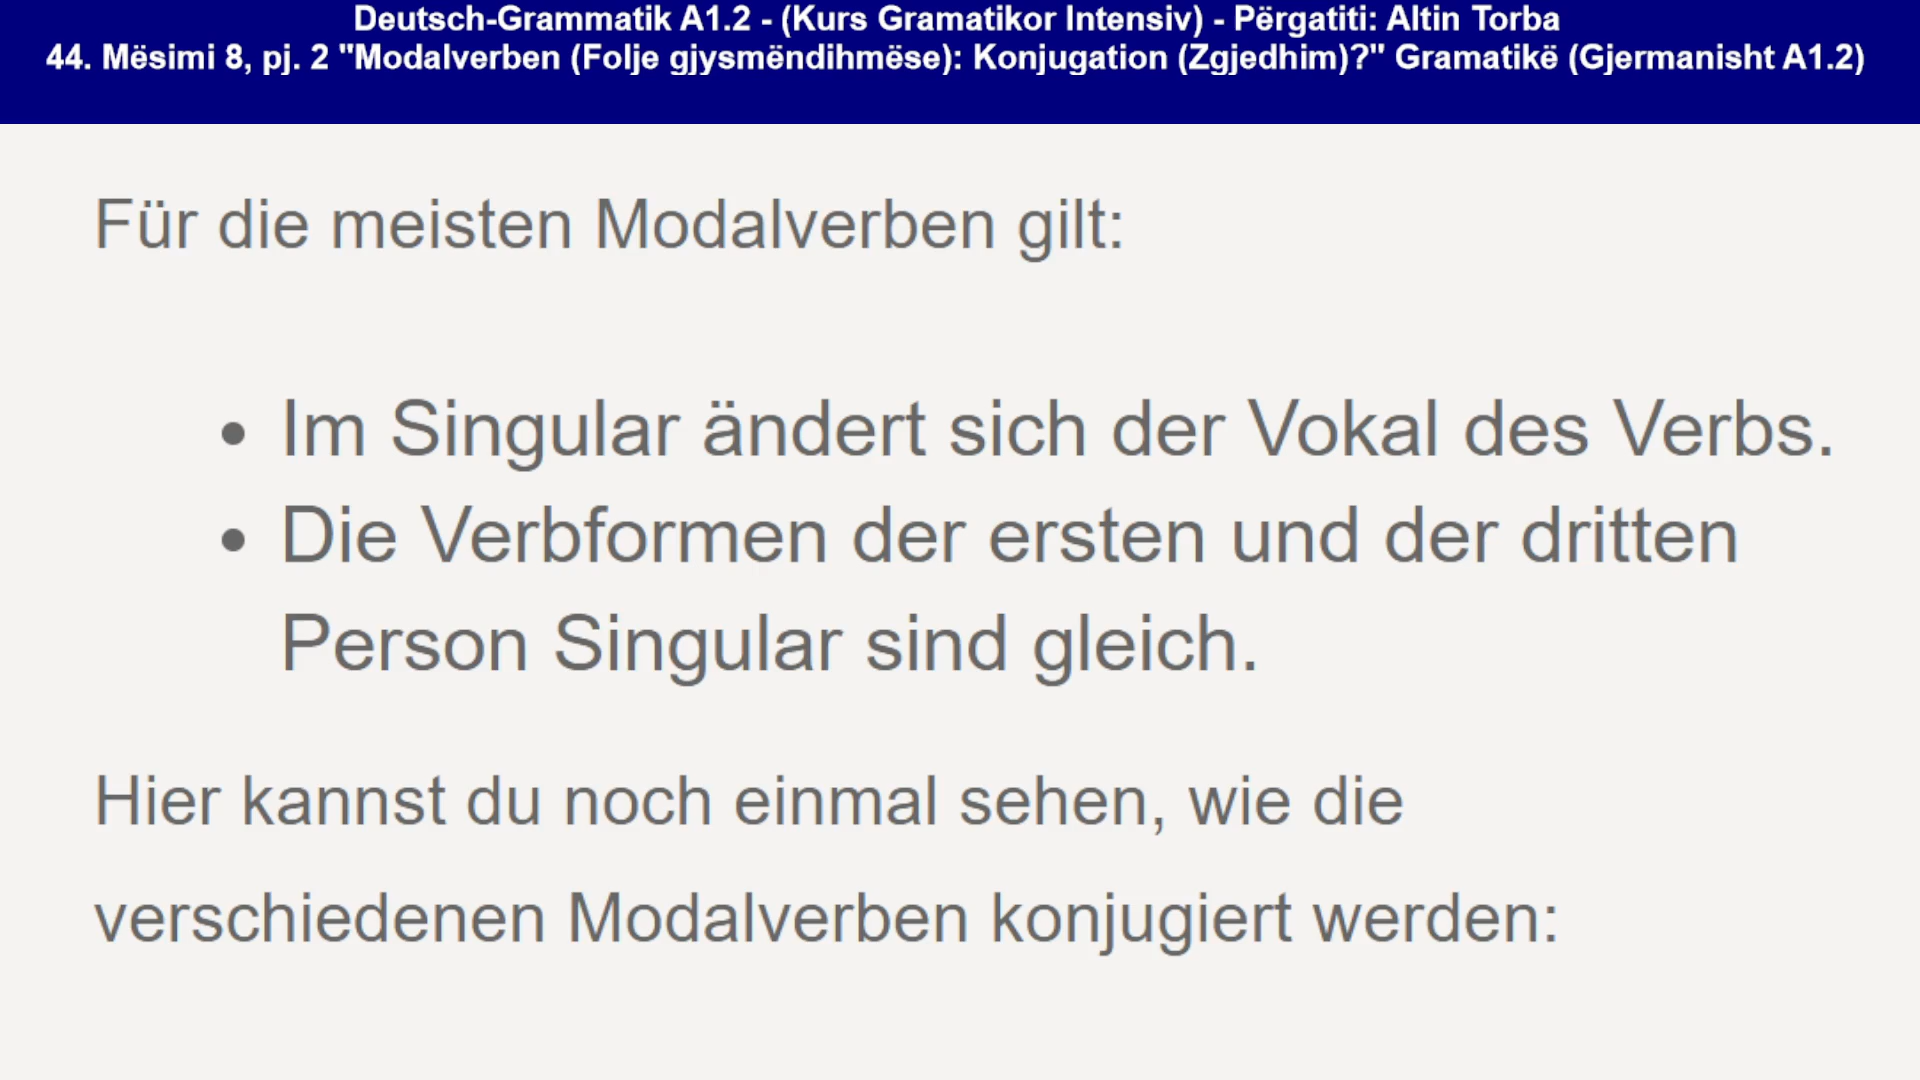 Deutsch-Grammatik A1.2 - (Kurs Gramatikor Intensiv) - Përgatiti: Altin Torba
44. Mësimi 8, pj. 2 "Modalverben (Folje gjysmëndihmëse): Konjugation (Zgjedhim)?" Gramatikë (Gjermanisht A1.2)
Für die meisten Modalverben gilt:
• Im Singular ändert sich der Vokal des Verbs.
• Die Verbformen der ersten und der dritten
Person Singular sind gleich.
Hier kannst du noch einmal sehen, wie die
verschiedenen Modalverben konjugiert werden: